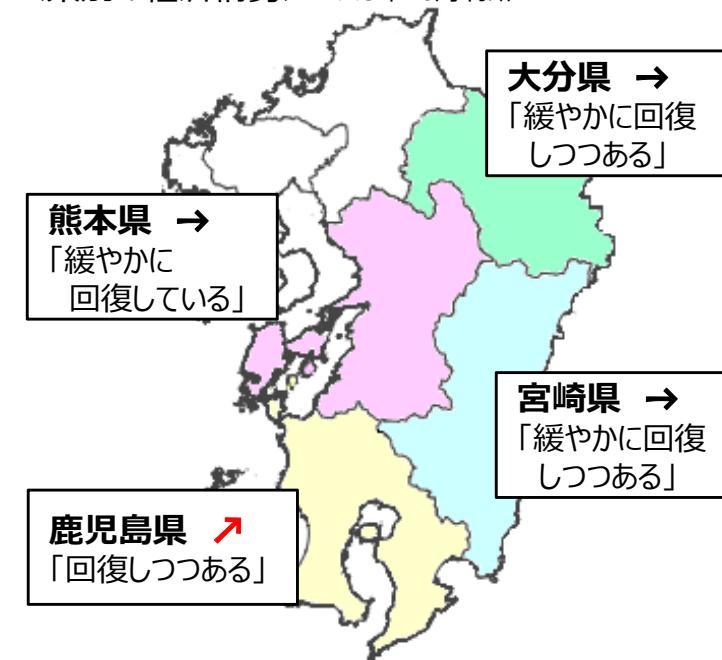 大分県 →
「緩やかに回復
しつつある」
熊本県 →
「緩やかに
回復している」
宮崎県 →
「緩やかに回復
しつつある」
鹿児島県 ↗
「回復しつつある」